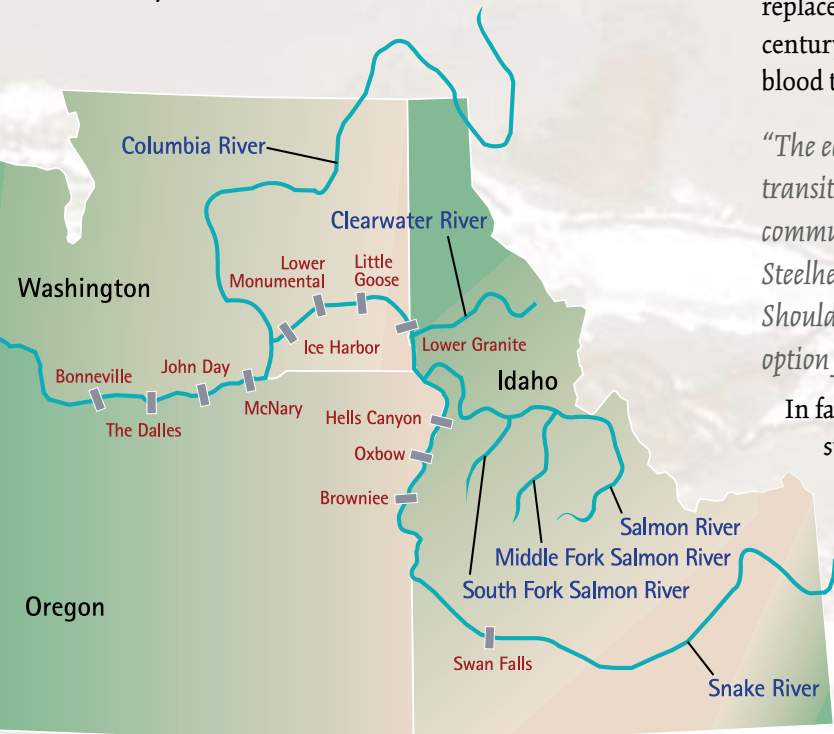 replace
century
blood t
“The ea
transit
commu
Steelhe
Should
option
In fa
s
Columbia River
Clearwater River
Lower
Monumental
Little
Goose
Washington
Ice Harbor
Lower Granite
Bonneville
John Day
Idaho
The Dalles
McNary
Hells Canyon
Oxbow
Browniee
Salmon River
Middle Fork Salmon River
South Fork Salmon River
Oregon
Swan Falls
Snake River